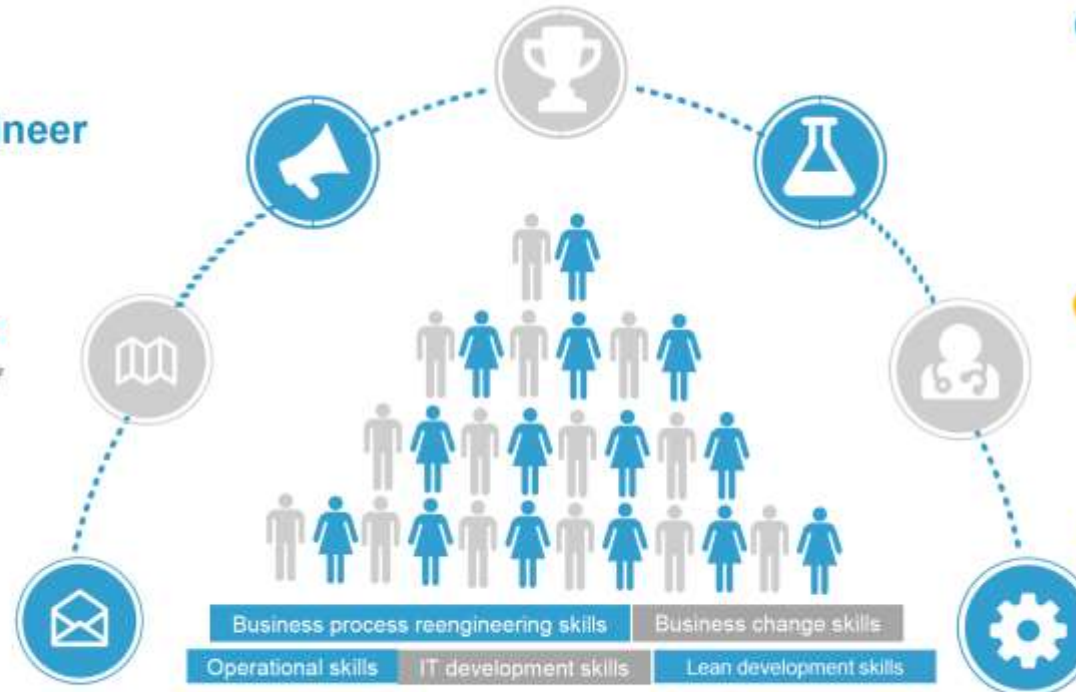 neer
Business process reengineering skills Business change skills
Operational skills IT development skills Lean development skills